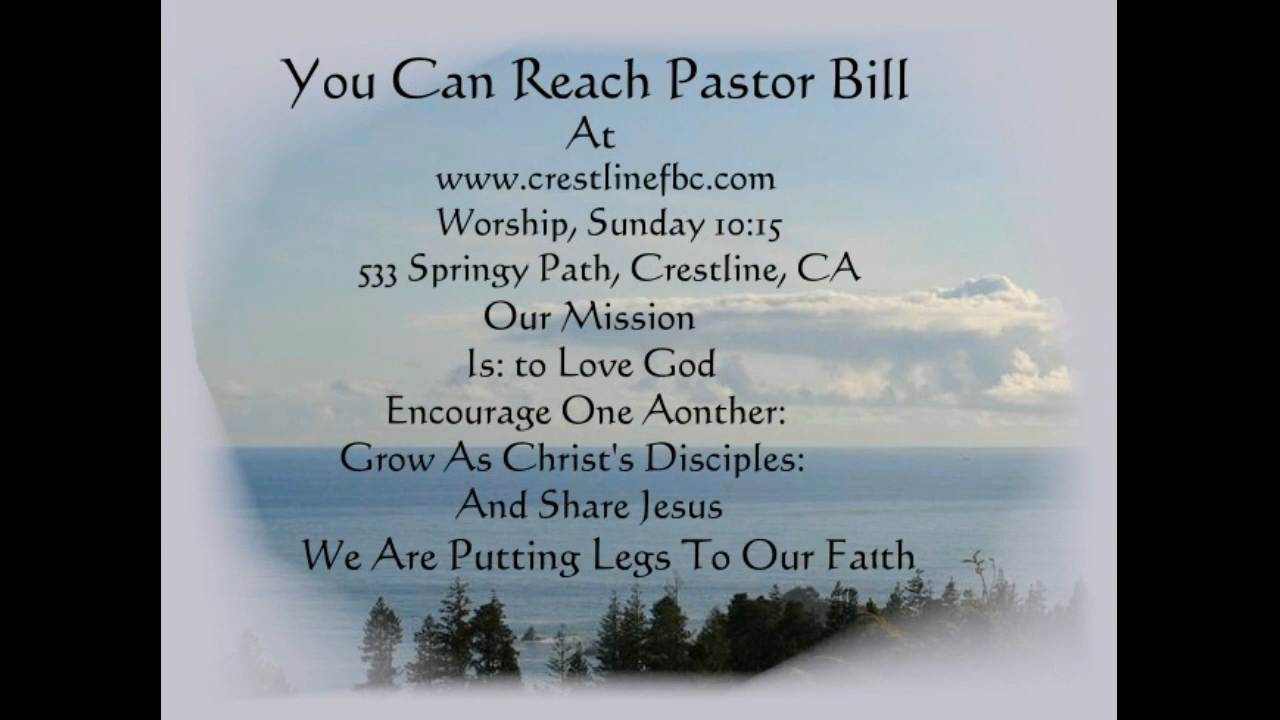 You Can Reach Pastor Bill
At
www.crestlinefbc.com
Worship, Sunday 10:15
533 Springy Path, Crestline, CA
Our Mission
Is: to Love God
Encourage One Aonther:
Grow As Christ's Disciples:
And Share Jesus
We Are Putting Legs To Our Faith